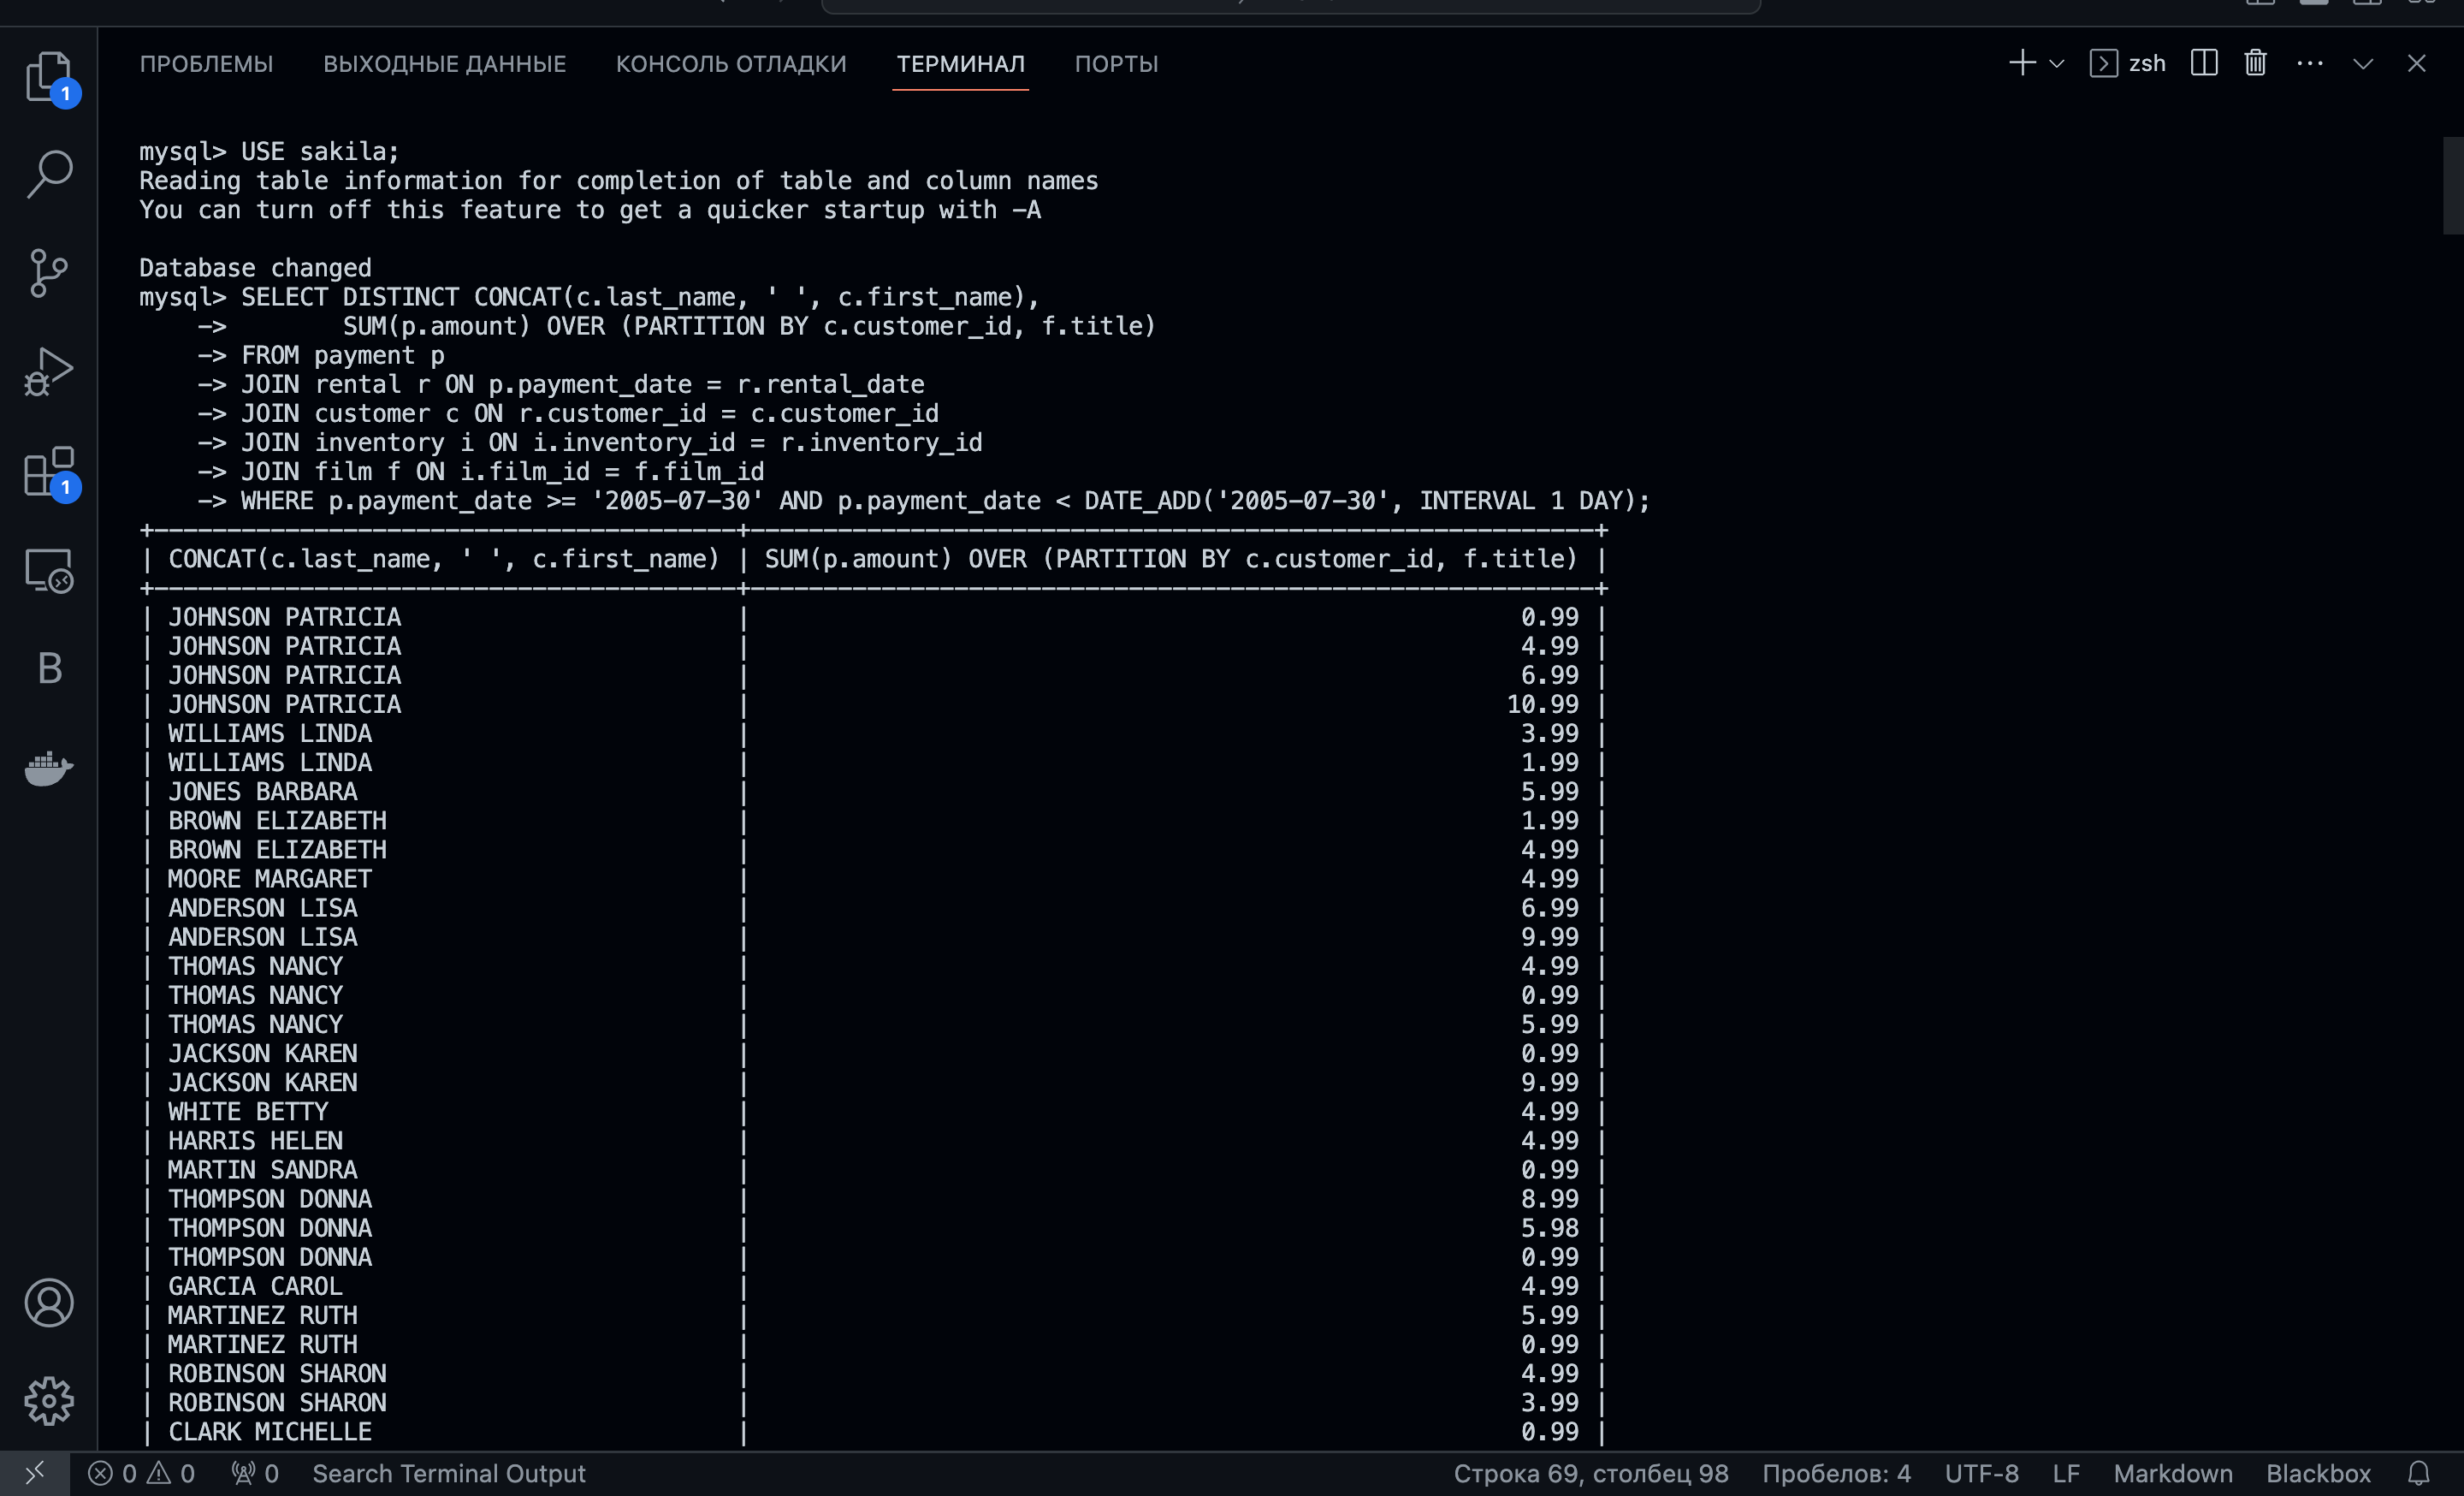 ПРОБЛЕМЫ ВЫХОДНЫЕ ДАННЫЕ КОНСОЛЬ ОТЛАДКИ ТЕРМИНАЛ ПОРТЫ zsh
1
mysql> USE sakila;
Reading table information for completion of table and column names
You can turn off this feature to get a quicker startup with -A
Database changed
mysql> SELECT DISTINCT CONCAT(c.last_name, ' ', c.first_name),
    ->        SUM(p.amount) OVER (PARTITION BY c.customer_id, f.title)
    -> FROM payment p
    -> JOIN rental r ON p.payment_date = r.rental_date
    -> JOIN customer c ON r.customer_id = c.customer_id
    -> JOIN inventory i ON i.inventory_id = r.inventory_id
    -> JOIN film f ON i.film_id = f.film_id
1
    -> WHERE p.payment_date >= '2005-07-30' AND p.payment_date < DATE_ADD('2005-07-30', INTERVAL 1 DAY);
| CONCAT(c.last_name, ' ', c.first_name) | SUM(p.amount) OVER (PARTITION BY c.customer_id, f.title) |
| JOHNSON PATRICIA | 0.99 |
| JOHNSON PATRICIA | 4.99 |
B
| JOHNSON PATRICIA | 6.99 |
| JOHNSON PATRICIA | 10.99 |
| WILLIAMS LINDA | 3.99 |
| WILLIAMS LINDA | 1.99 |
| JONES BARBARA | 5.99 |
| BROWN ELIZABETH | 1.99 |
| BROWN ELIZABETH | 4.99 |
| MOORE MARGARET | 4.99 |
| ANDERSON LISA | 6.99 |
| ANDERSON LISA | 9.99 |
| THOMAS NANCY | 4.99 |
| THOMAS NANCY | 0.99 |
| THOMAS NANCY | 5.99 |
| JACKSON KAREN | 0.99 |
| JACKSON KAREN | 9.99 |
| WHITE BETTY | 4.99 |
| HARRIS HELEN | 4.99 |
| MARTIN SANDRA | 0.99 |
| THOMPSON DONNA | 8.99 |
| THOMPSON DONNA | 5.98 |
| THOMPSON DONNA | 0.99 |
| GARCIA CAROL | 4.99 |
| MARTINEZ RUTH | 5.99 |
| MARTINEZ RUTH | 0.99 |
| ROBINSON SHARON | 4.99 |
| ROBINSON SHARON | 3.99 |
| CLARK MICHELLE | 0.99 |
0 0 0 Search Terminal Output Строка 69, столбец 98 Пробелов: 4 UTF-8 LF Markdown Blackbox